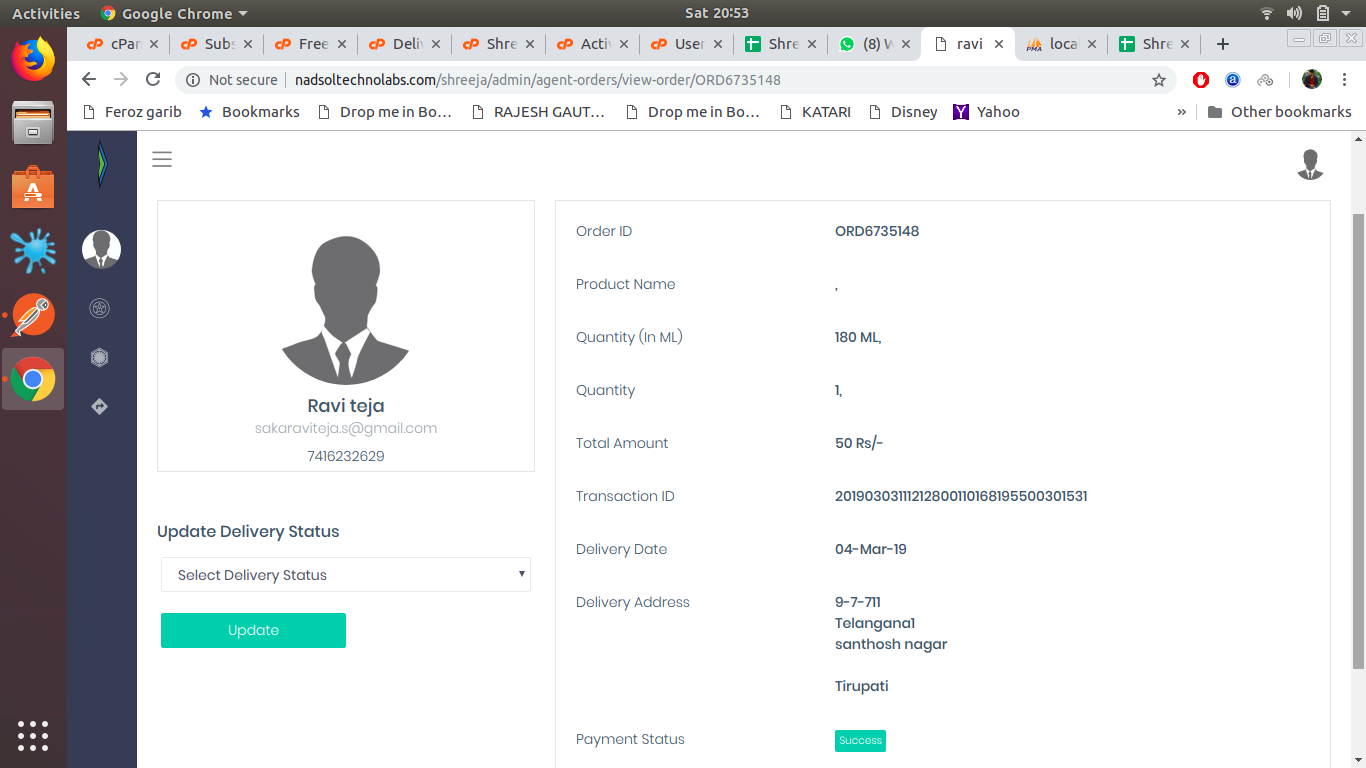 Activities Google Chrome Sat 20:53
cPan Subs Free Deliv Shre Activ User Shre (8) W ravi local Shre
Not secure nadsoltechnolabs.com/shreeja/admin/agent-orders/view-order/ORD6735148
Feroz garib Bookmarks Drop me in Bo... RAJESH GAUT... Drop me in Bo... KATARI Disney Yahoo » Other bookmarks
Ravi teja
sakaraviteja.s@gmail.com
7416232629
Update Delivery Status
Select Delivery Status
Update
Order ID ORD6735148
Product Name ,
Quantity (In ML) 180 ML,
Quantity 1,
Total Amount 50 Rs/-
Transaction ID 20190303111212800110168195500301531
Delivery Date 04-Mar-19
Delivery Address 9-7-711
Telangana1
santhosh nagar
Tirupati
Payment Status Success